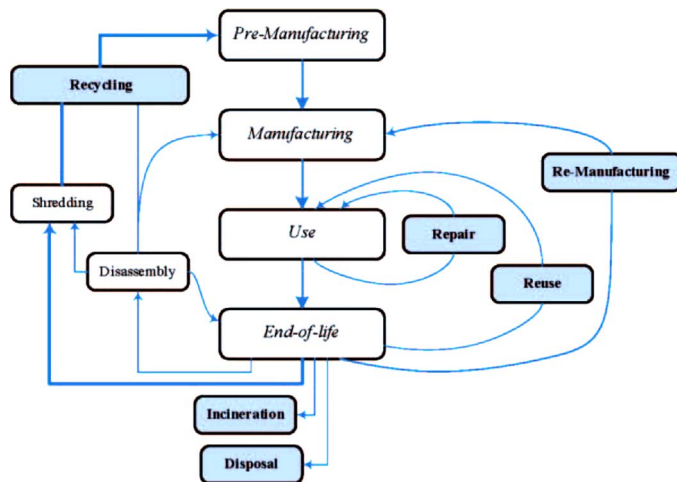 Pre-Manufacturing
Recycling
Manufacturing
Re-Manufacturing
Shredding
Use
Repair
Disassembly
Reuse
End-of-life
Incineration
Disposal